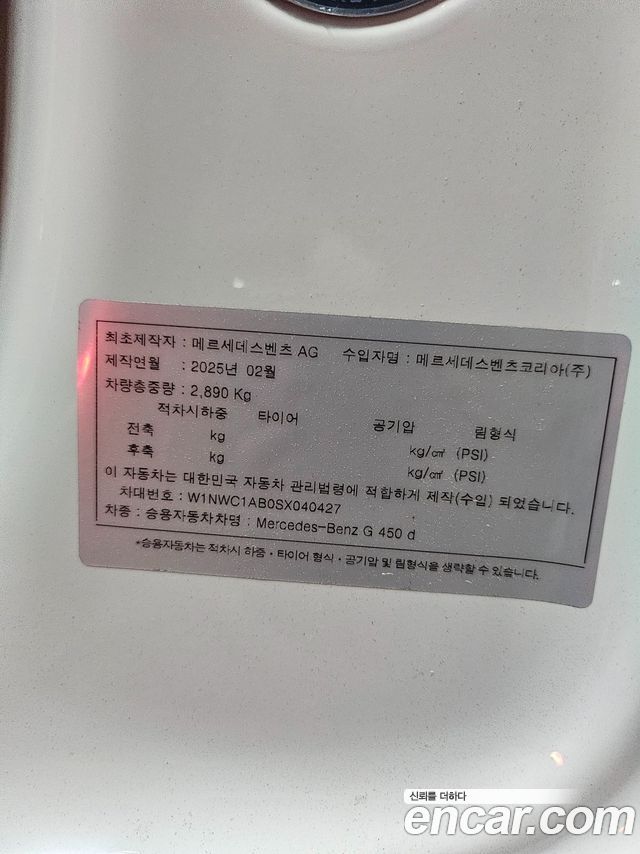 최초제작자 : 메르세데스벤츠 AG 수입자명 : 메르세데스벤츠코리아(주)
제작연월 : 2025년 02월
차량총중량 : 2,890 Kg
적차시하중 타이어 공기압 림형식
전축 kg kg/㎠ (PSI)
후축 kg kg/㎠ (PSI)
이 자동차는 대한민국 자동차 관리법령에 적합하게 제작(수입) 되었습니다.
차대번호 : W1NWC1AB0SX040427
차종 : 승용자동차차명 : Mercedes-Benz G 450 d
*승용자동차는 적차시 하중・타이어 형식・공기압 및 림형식을 생략할 수 있습니다.
신뢰를 더하다
encar.com